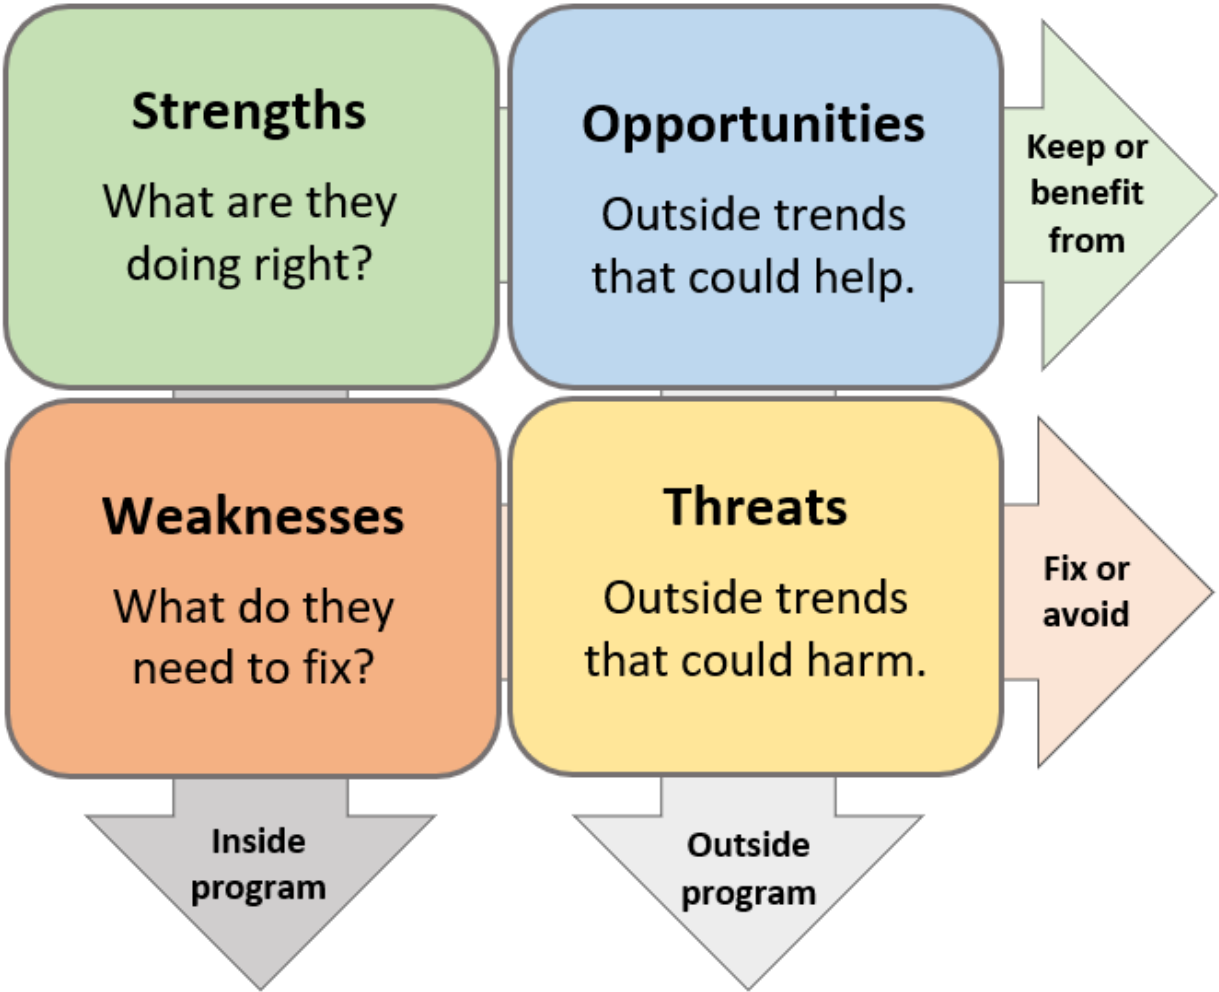 Strengths
What are they
doing right?
Opportunities
Outside trends
that could help.
Keep or
benefit
from
Weaknesses
What do they
need to fix?
Threats
Outside trends
that could harm.
Fix or
avoid
Inside
program
Outside
program